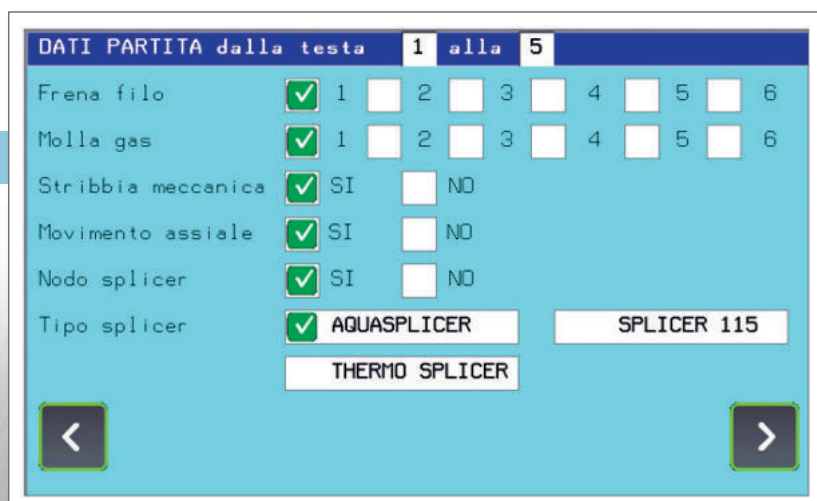 DATI PARTITA dalla testa 1 alla 5
Frena filo 1 2 3 4 5 6
Molla gas 1 2 3 4 5 6
Stribbia meccanica SI NO
Movimento assiale SI NO
Nodo splicer SI NO
Tipo splicer AQUASPLICER SPLICER 115
THERMO SPLICER